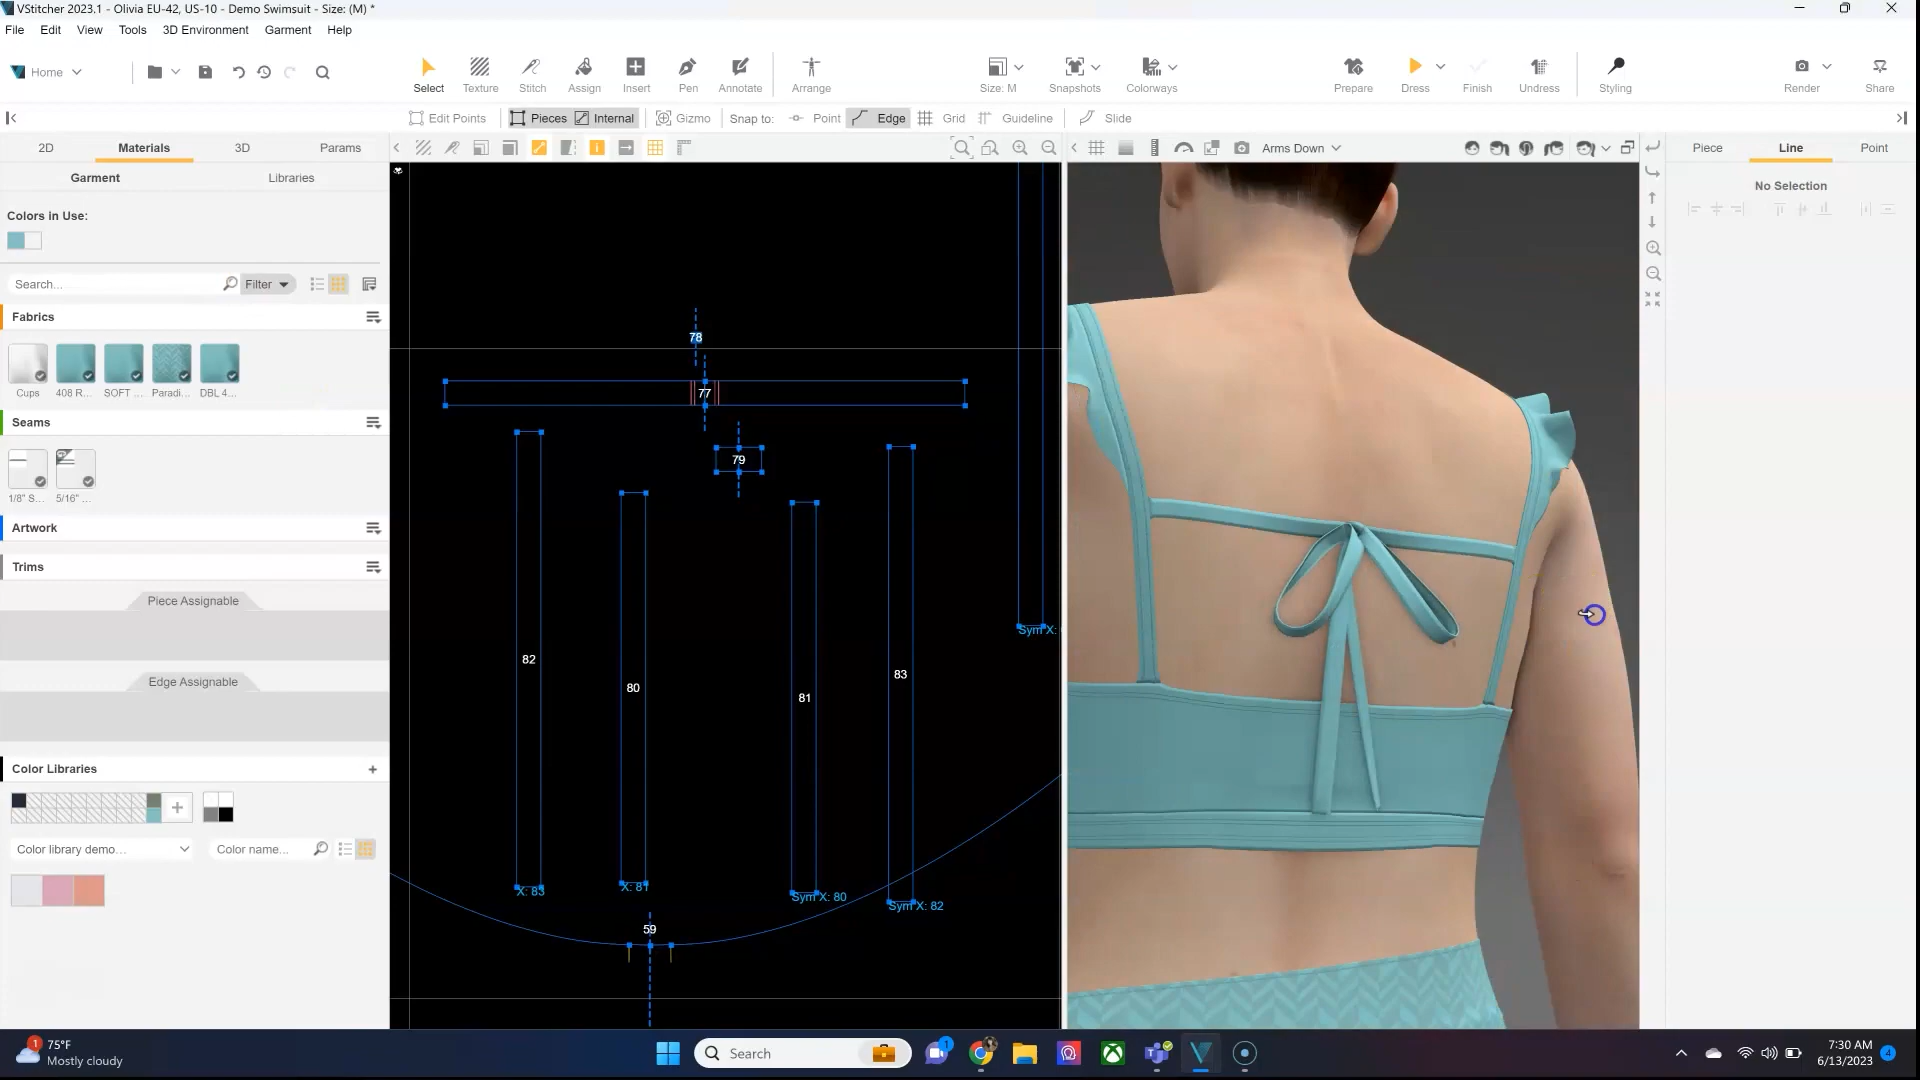 VStitcher 2023.1 - Olivia EU-42, US-10 - Demo Swimsuit - Size: (M) *
File Edit View Tools 3D Environment Garment Help
Home
Select Texture Stitch Assign Insert Pen Annotate Arrange Size: M Snapshots Colorways Prepare Dress Finish Undress Styling Render Share
Edit Points Pieces Internal Gizmo Snap to: Point Edge Grid Guideline Slide
2D Materials 3D Params
Arms Down
Piece Line Point
Garment Libraries
No Selection
Colors in Use:
Search... Filter
Fabrics
Cups 408 R... SOFT ... Paradi... DBL 4...
Seams
1/8" S... 5/16" ...
Artwork
Trims
Piece Assignable
Edge Assignable
Color Libraries
Color library demo... Color name...
78
77
79
82
80
81
83
X: 83
X: 81
Sym X: 80
Sym X: 82
Sym X:
59
1
75°F
Mostly cloudy
Search
1
7:30 AM
6/13/2023
4